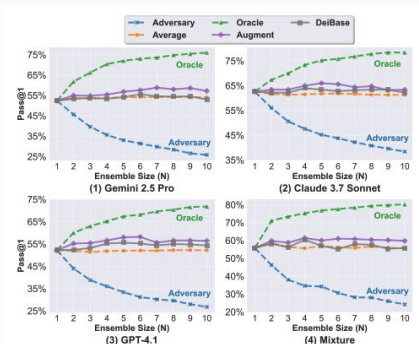 Adversary Oracle DeiBase
Average Augment
Pass@1
75%
65%
55%
45%
35%
25%
Oracle
Adversary
1 2 3 4 5 6 7 8 9 10
Ensemble Size (N)
(1) Gemini 2.5 Pro
75%
65%
55%
45%
35%
Oracle
Adversary
1 2 3 4 5 6 7 8 9 10
Ensemble Size (N)
(2) Claude 3.7 Sonnet
Pass@1
75%
65%
55%
45%
35%
25%
Oracle
Adversary
1 2 3 4 5 6 7 8 9 10
Ensemble Size (N)
(3) GPT-4.1
80%
70%
60%
50%
40%
30%
20%
Oracle
Adversary
1 2 3 4 5 6 7 8 9 10
Ensemble Size (N)
(4) Mixture